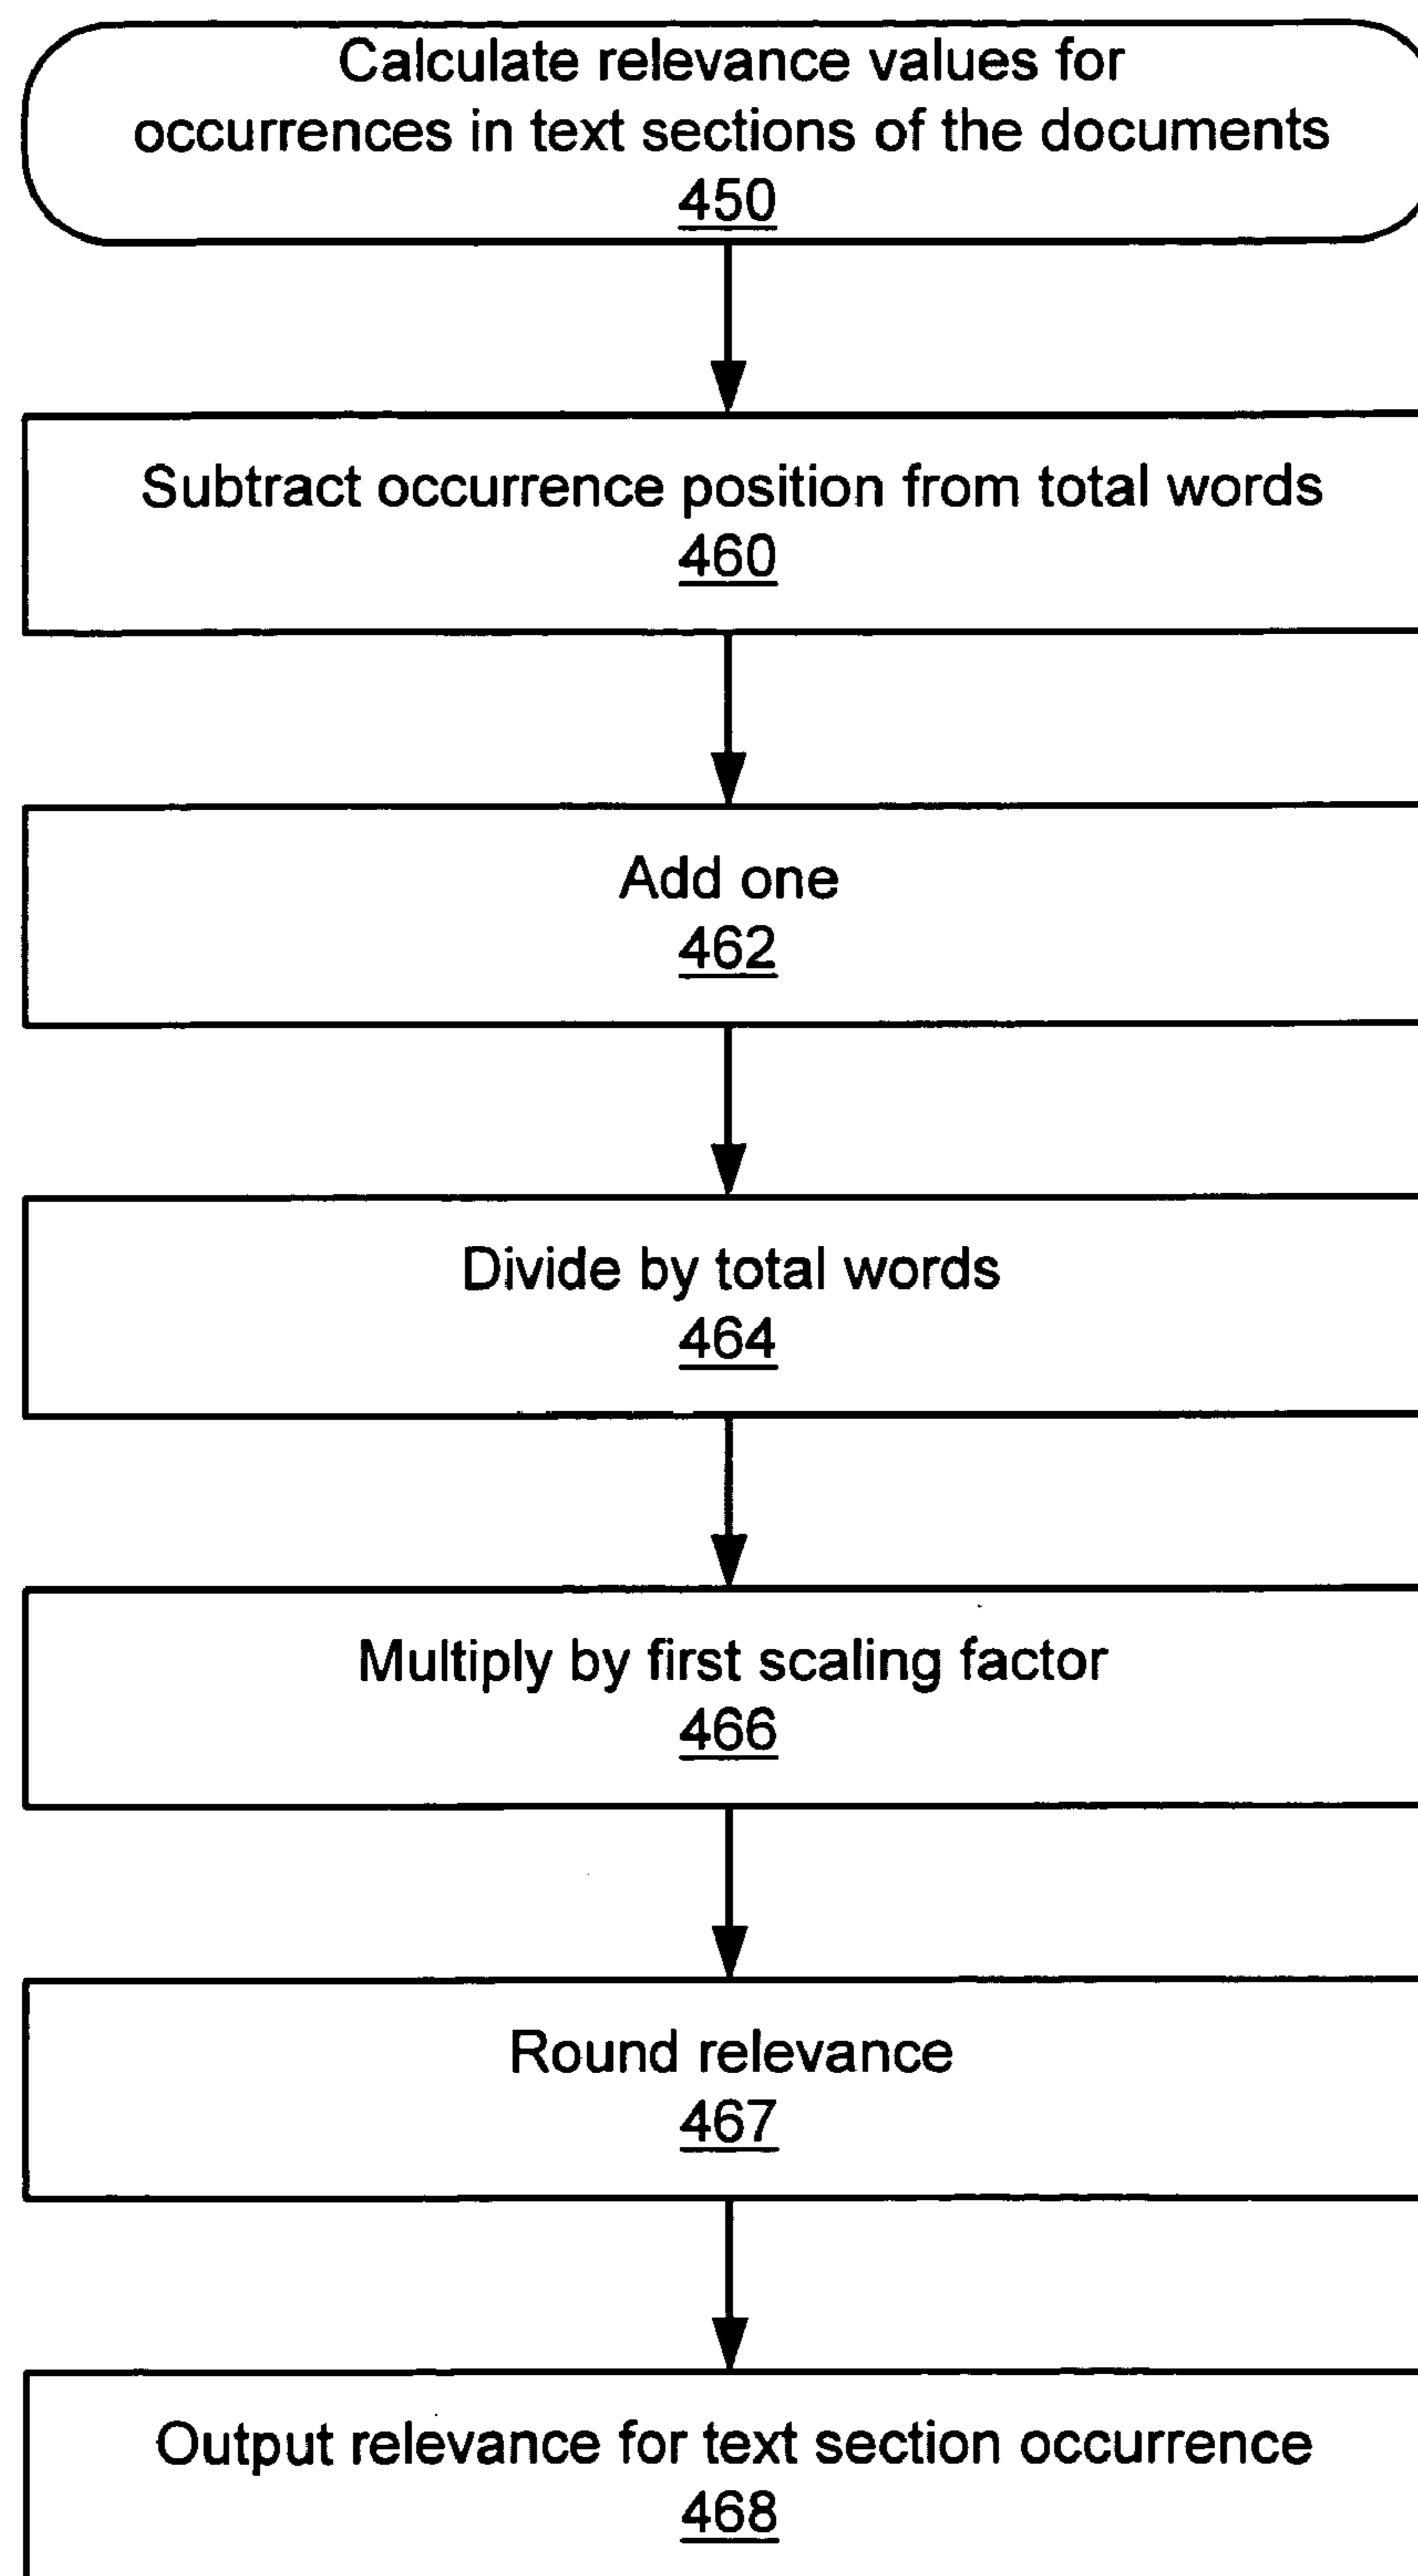 Calculate relevance values for
occurrences in text sections of the documents
450
Subtract occurrence position from total words
460
Add one
462
Divide by total words
464
Multiply by first scaling factor
466
Round relevance
467
Output relevance for text section occurrence
468